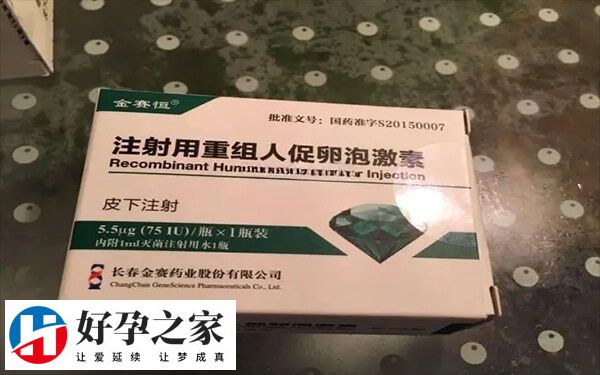 金赛恒®
批准文号：国药准字S20150007
注射用重组人促卵泡激素
Recombinant Injection
皮下注射
5.5μg (75 IU)/瓶×1瓶装
内附1ml灭菌注射用水1瓶
长春金赛药业股份有限公司
ChangChun GeneScience Pharmaceuticals Co., Ltd.
好孕之家
让爱延续 让梦成真